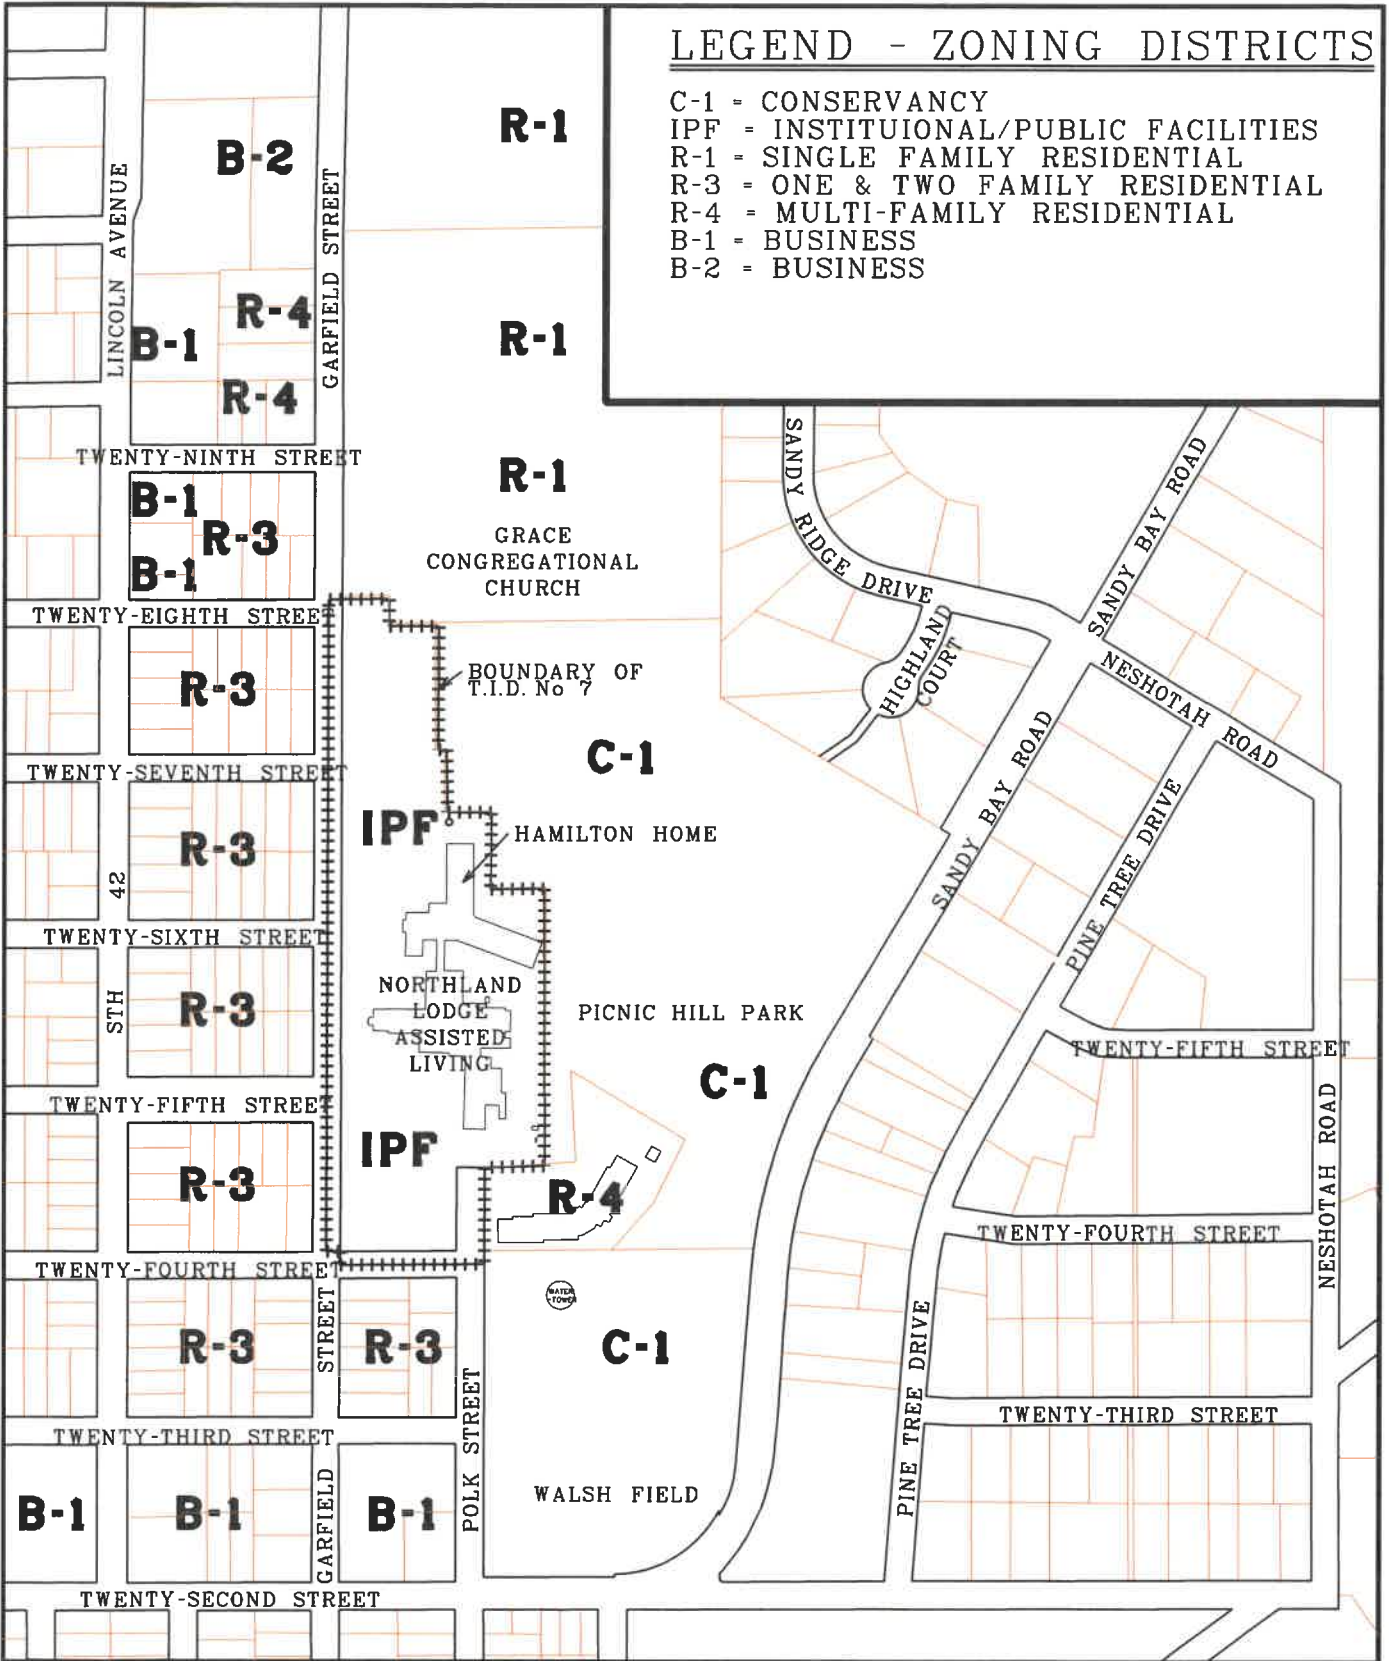 LEGEND - ZONING DISTRICTS
C-1 = CONSERVANCY
IPF = INSTITUIONAL/PUBLIC FACILITIES
R-1 = SINGLE FAMILY RESIDENTIAL
R-3 = ONE & TWO FAMILY RESIDENTIAL
R-4 = MULTI-FAMILY RESIDENTIAL
B-1 = BUSINESS
B-2 = BUSINESS
R-1
B-2
LINCOLN AVENUE
GARFIELD STREET
R-4
B-1
R-1
R-4
TWENTY-NINTH STREET
R-1
B-1
R-3
B-1
GRACE
CONGREGATIONAL
CHURCH
SANDY RIDGE DRIVE
SANDY BAY ROAD
TWENTY-EIGHTH STREE
HIGHLAND
COURT
NESHOTAH ROAD
BOUNDARY OF
T.I.D. No 7
R-3
C-1
TWENTY-SEVENTH STREET
SANDY BAY ROAD
PINE TREE DRIVE
IPF
HAMILTON HOME
R-3
STH 42
TWENTY-SIXTH STREET
NORTHLAND
LODGE
ASSISTED
LIVING
R-3
PICNIC HILL PARK
TWENTY-FIFTH STREET
C-1
TWENTY-FIFTH STREET
NESHOTAH ROAD
IPF
R-3
R-4
TWENTY-FOURTH STREET
TWENTY-FOURTH STREET
WATER
TOWER
R-3
STREET
R-3
C-1
PINE TREE DRIVE
POLK STREET
TWENTY-THIRD STREET
TWENTY-THIRD STREET
WALSH FIELD
B-1
B-1
GARFIELD
B-1
TWENTY-SECOND STREET